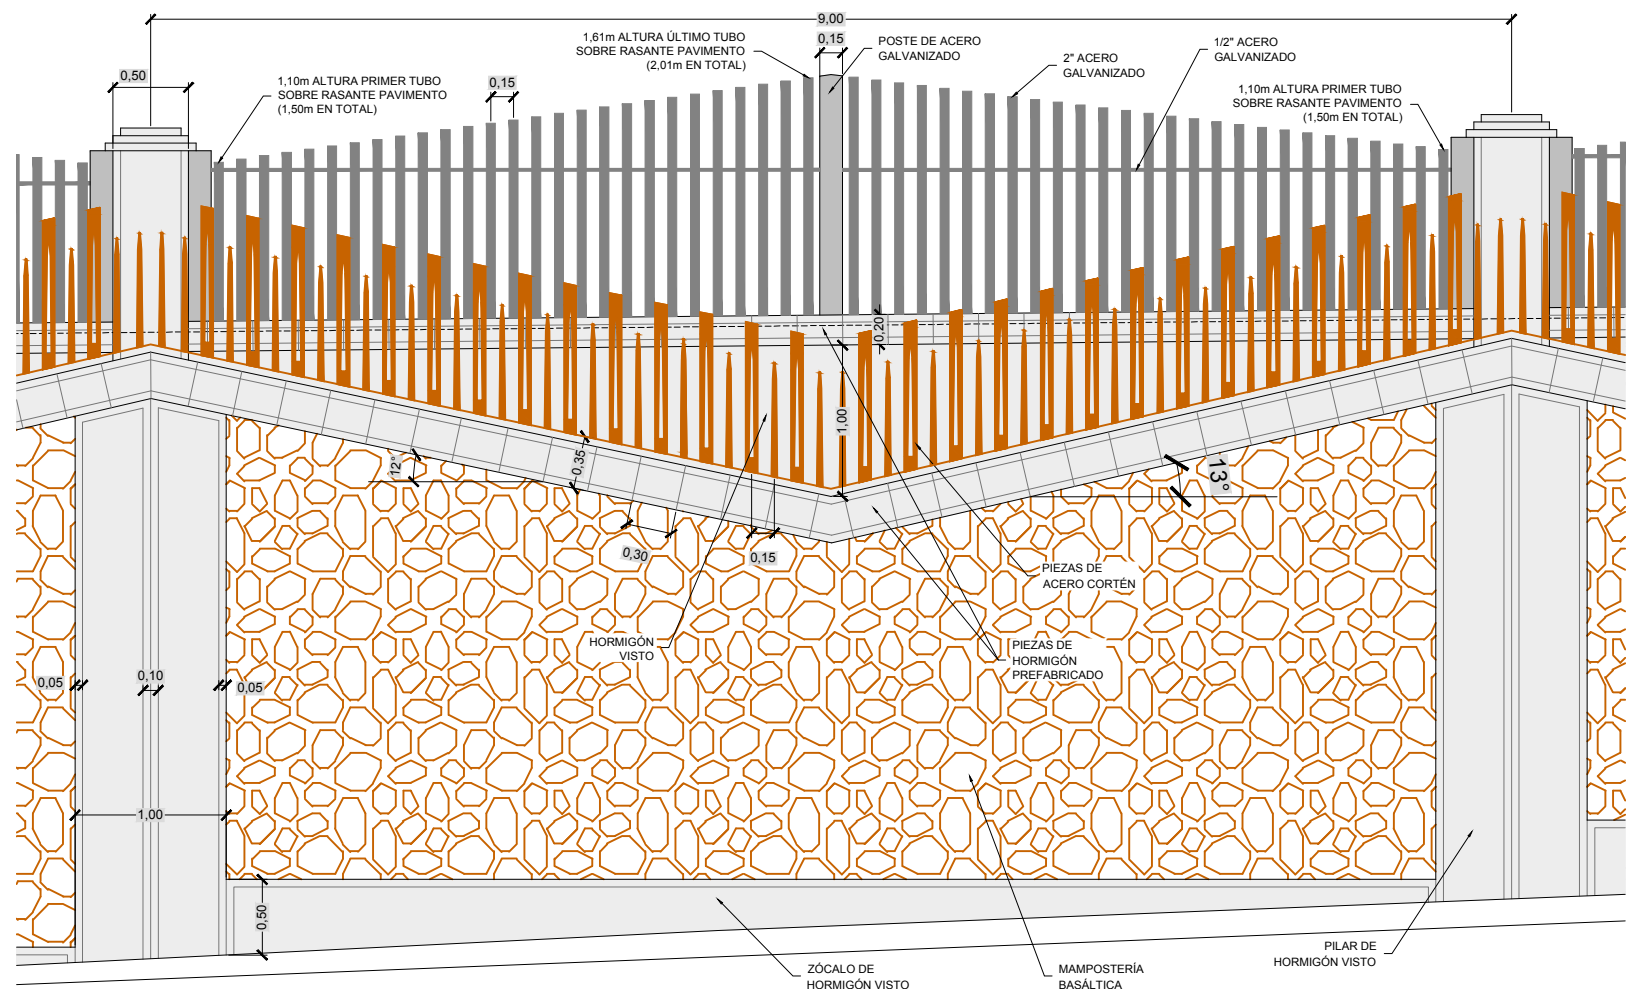 9,00
0,15
1,61m ALTURA ÚLTIMO TUBO
SOBRE RASANTE PAVIMENTO
(2,01m EN TOTAL)
POSTE DE ACERO
GALVANIZADO
2" ACERO
GALVANIZADO
1/2" ACERO
GALVANIZADO
0,50
1,10m ALTURA PRIMER TUBO
SOBRE RASANTE PAVIMENTO
(1,50m EN TOTAL)
0,15
1,10m ALTURA PRIMER TUBO
SOBRE RASANTE PAVIMENTO
(1,50m EN TOTAL)
0,20
1,00
12°
0,35
13°
0,30
0,15
PIEZAS DE
ACERO CORTÉN
HORMIGÓN
VISTO
PIEZAS DE
HORMIGÓN
PREFABRICADO
0,05
0,10
0,05
1,00
0,50
PILAR DE
HORMIGÓN VISTO
ZÓCALO DE
HORMIGÓN VISTO
MAMPOSTERÍA
BASÁLTICA